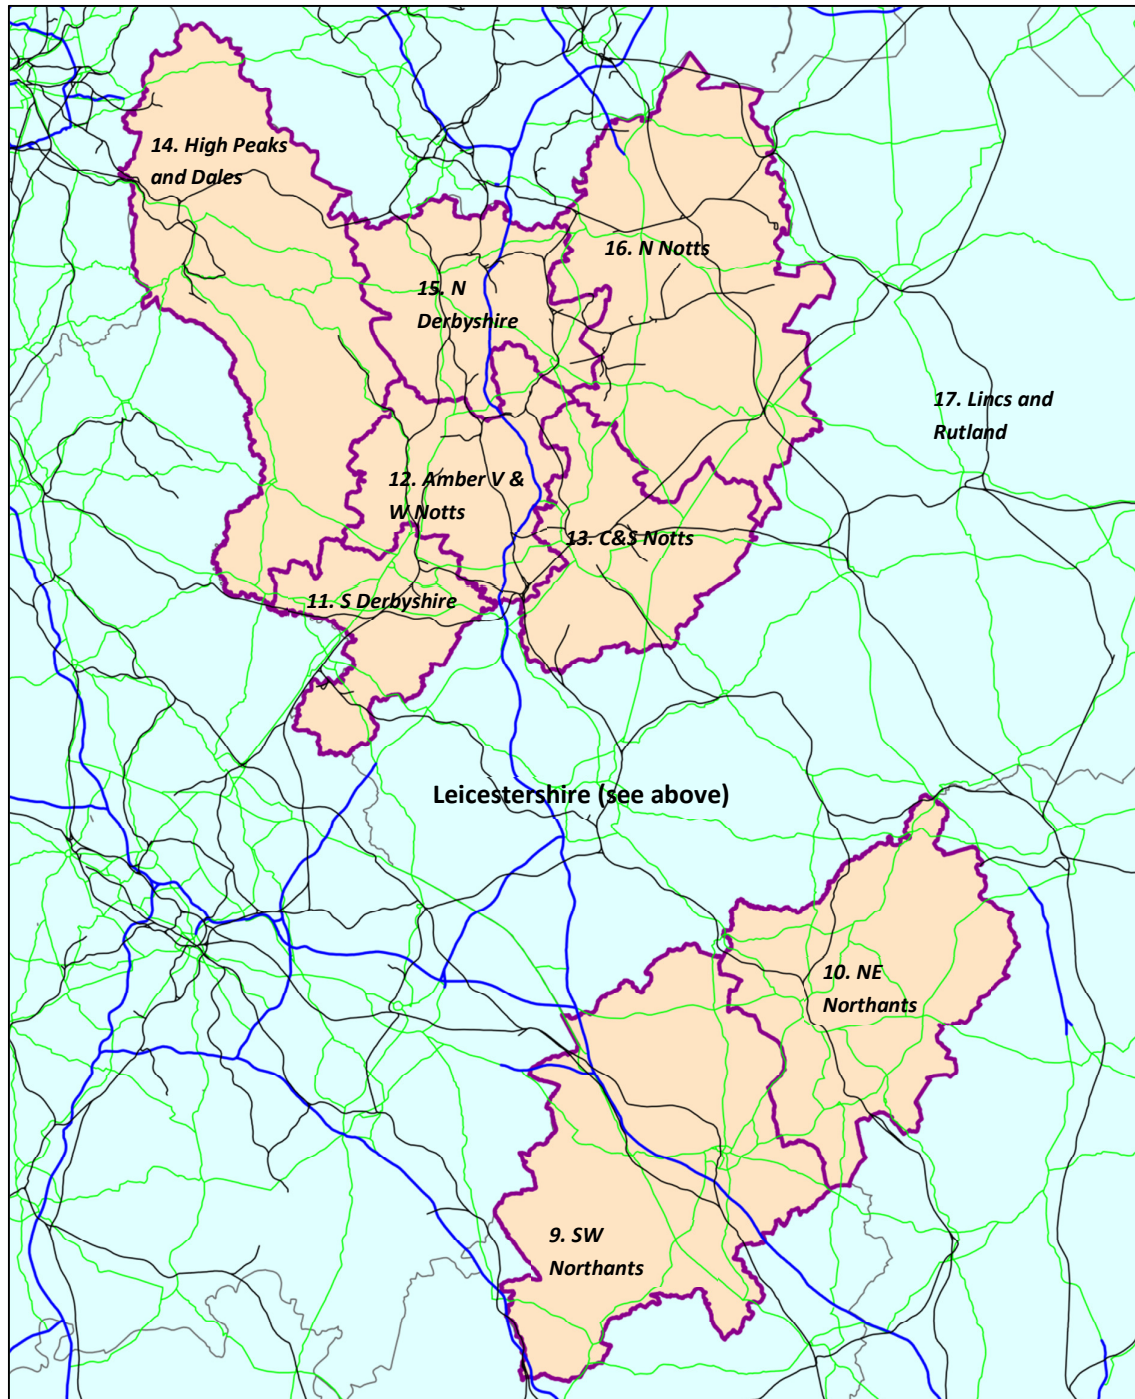 14. High Peaks
and Dales
16. N Notts
15. N
Derbyshire
17. Lincs and
Rutland
12. Amber V &
W Notts
13. C&S Notts
11. S Derbyshire
Leicestershire (see above)
10. NE
Northants
9. SW
Northants